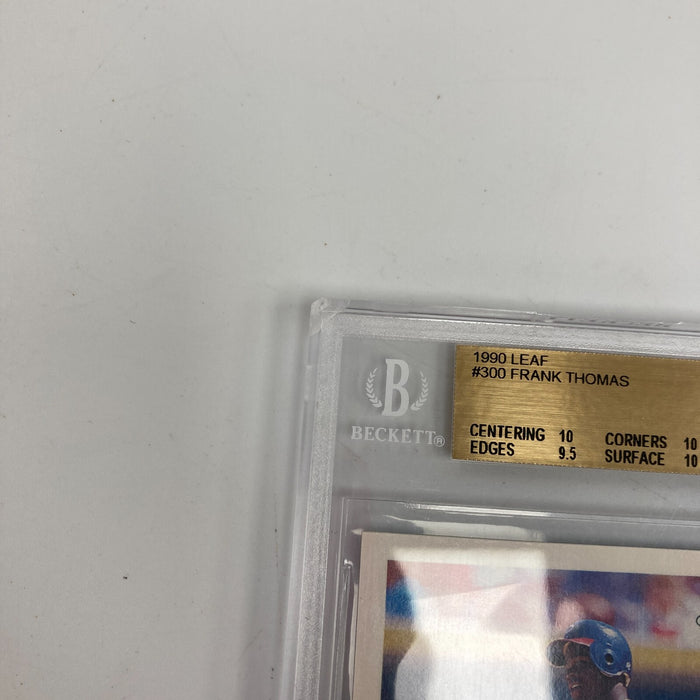 1990 LEAF
#300 FRANK THOMAS
B
BECKETT®
CENTERING 10 CORNERS 10
EDGES 9.5 SURFACE 10